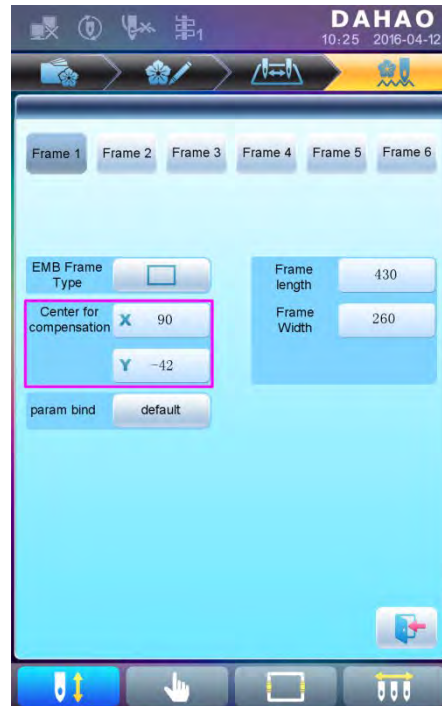 DAHAO
10:25 2016-04-12
1
Frame 1 Frame 2 Frame 3 Frame 4 Frame 5 Frame 6
EMB Frame
Type
Frame
length
430
Center for
compensation
X 90
Frame
Width
260
Y -42
param bind default